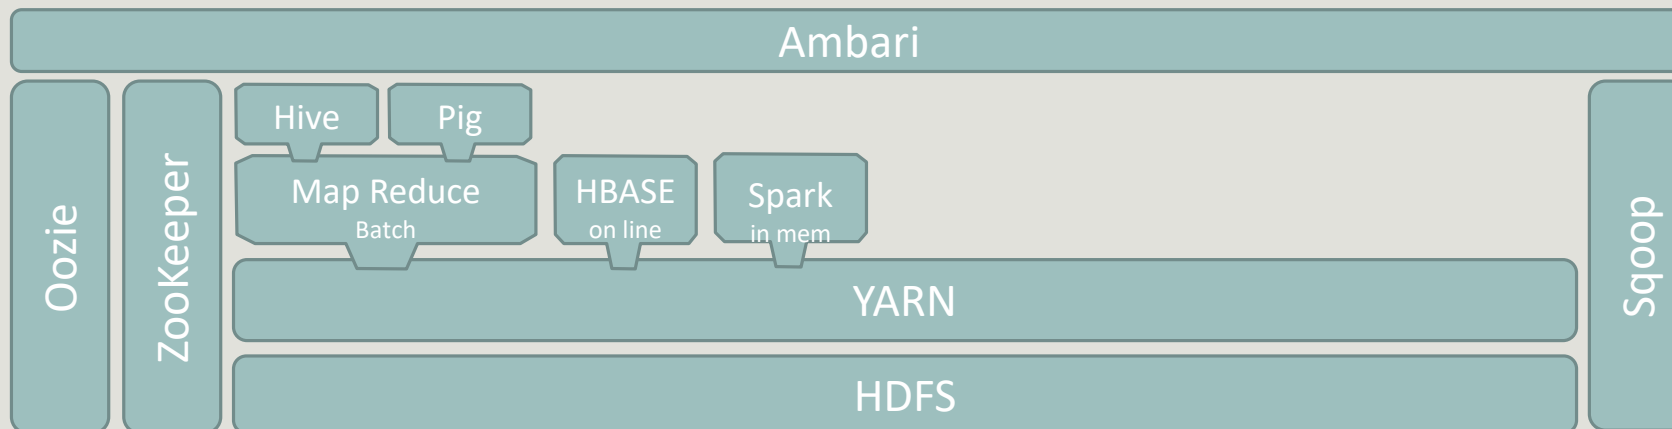 Ambari
Oozie
ZooKeeper
Hive
Pig
Map Reduce
Batch
HBASE
on line
Spark
in mem
YARN
HDFS
Sqoop